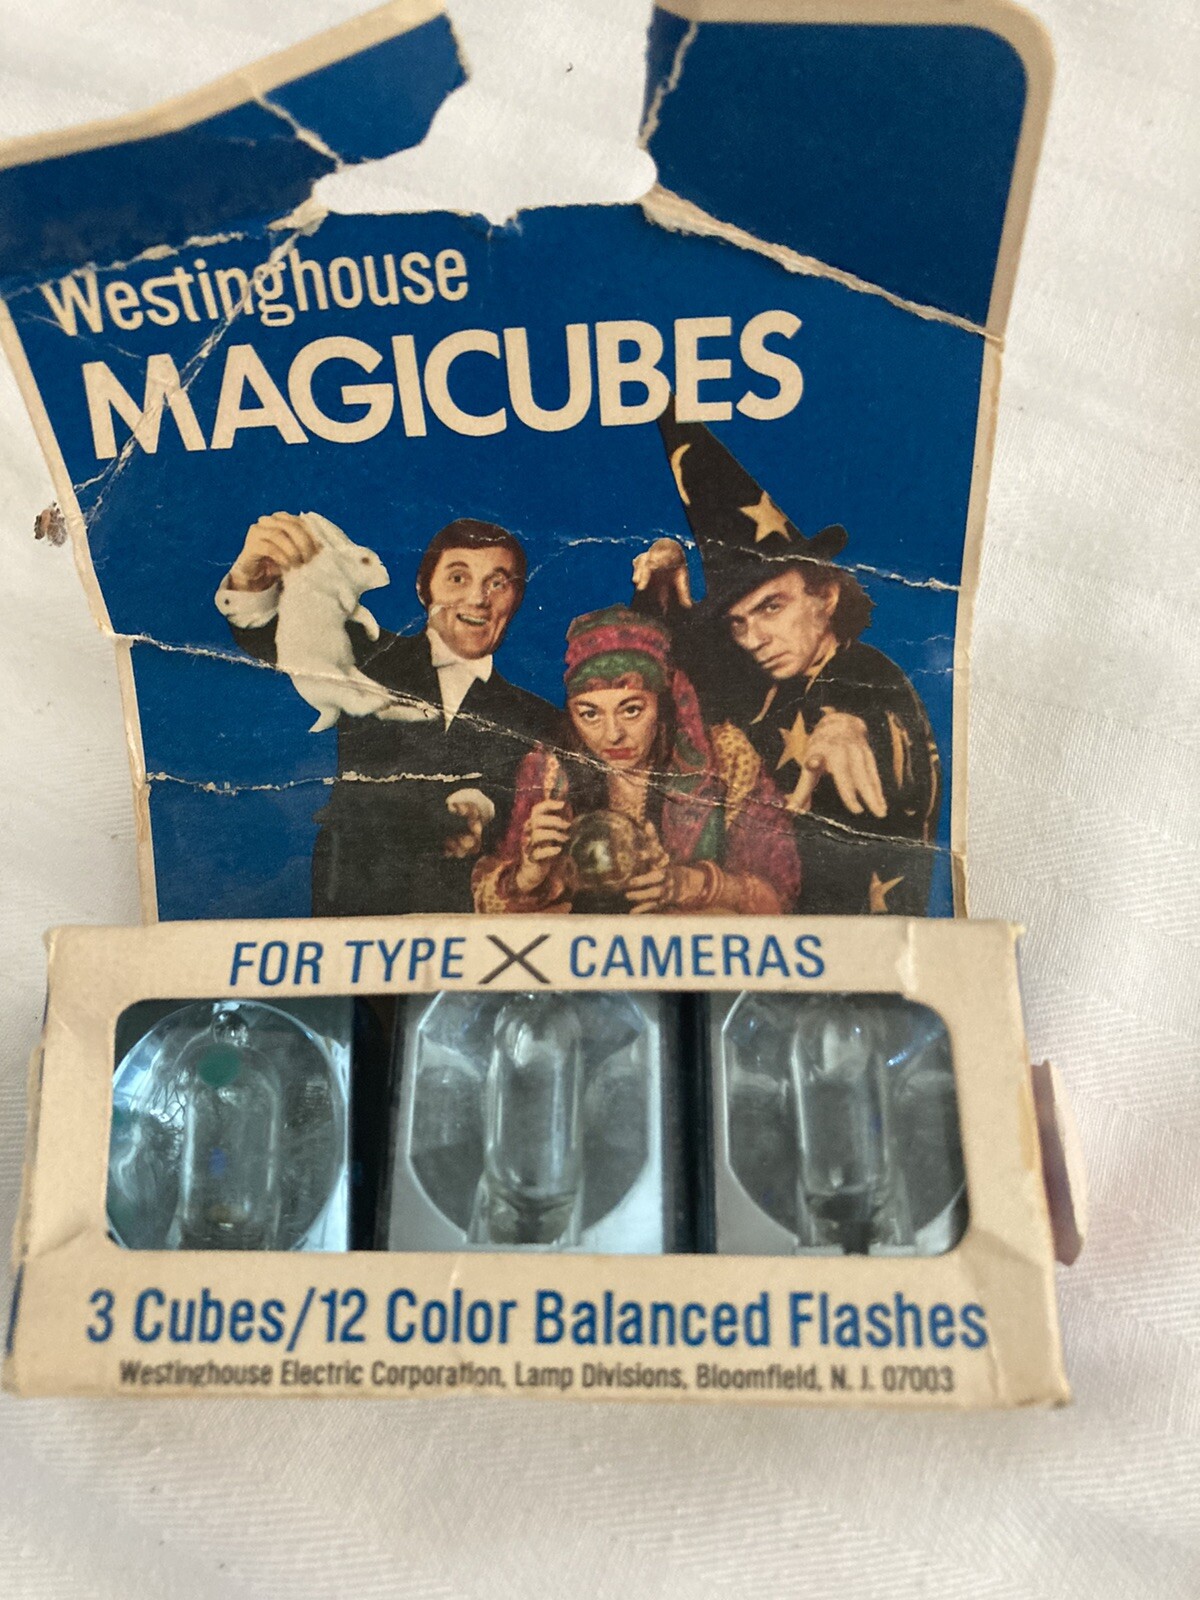 Westinghouse
MAGICUBES
FOR TYPE X CAMERAS
3 Cubes/12 Color Balanced Flashes
Westinghouse Electric Corporation, Lamp Divisions, Bloomfield, N. J. 07003